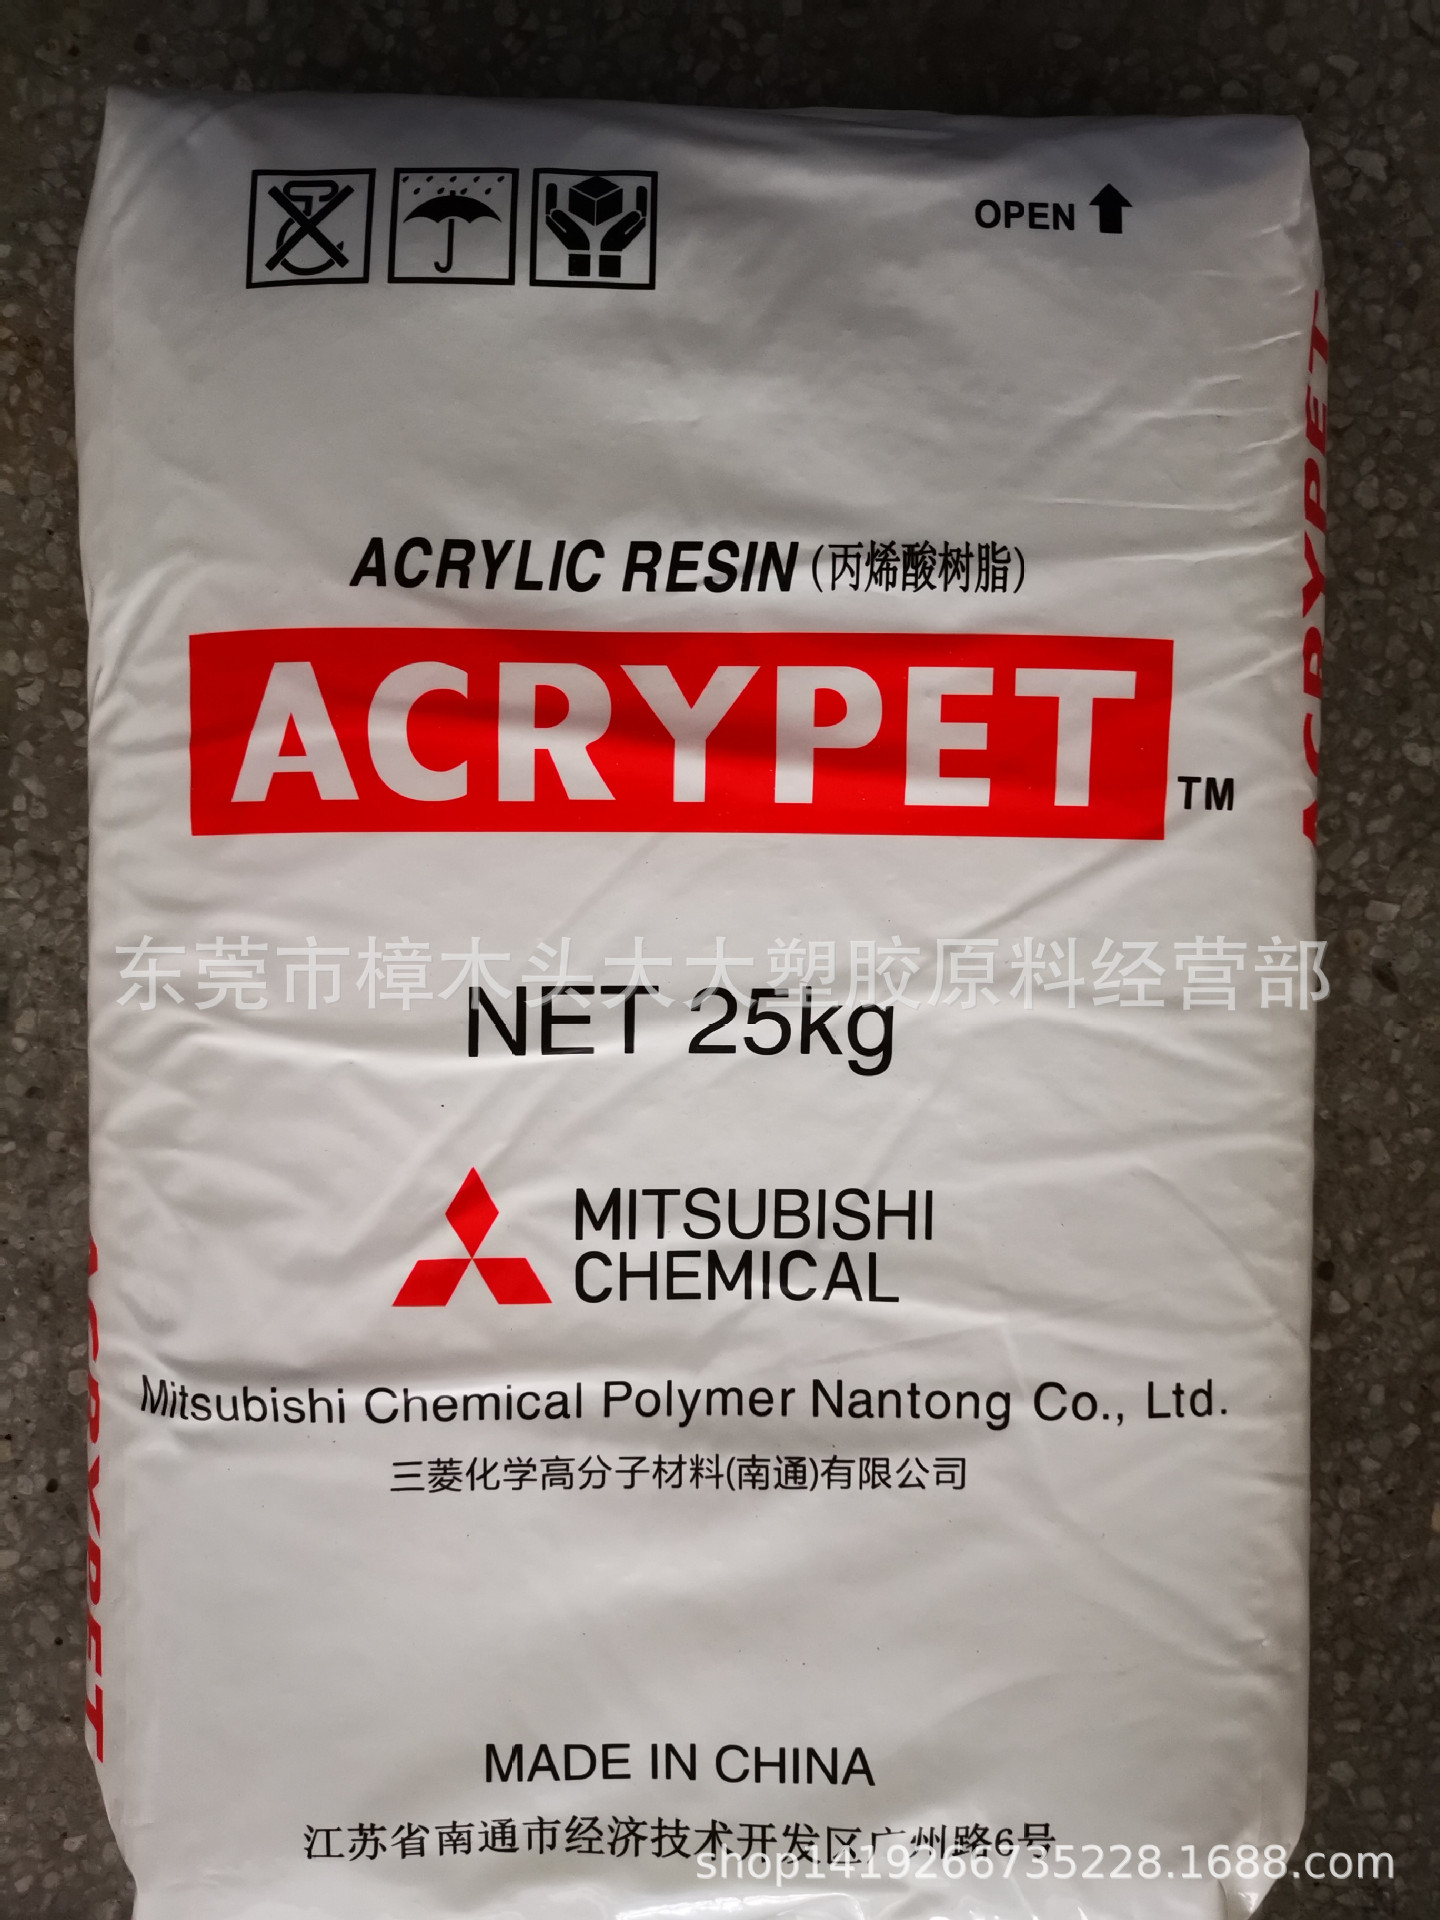 OPEN
ACRYLIC RESIN (丙烯酸树脂)
ACRYPET TM
东莞市樟木头大大塑胶原料经营部
NET 25kg
MITSUBISHI
CHEMICAL
Mitsubishi Chemical Polymer Nantong Co., Ltd.
三菱化学高分子材料(南通)有限公司
MADE IN CHINA
江苏省南通市经济技术开发区广州路6号
shop1419266735228.1688.com
ACRYPET
ACRYPET